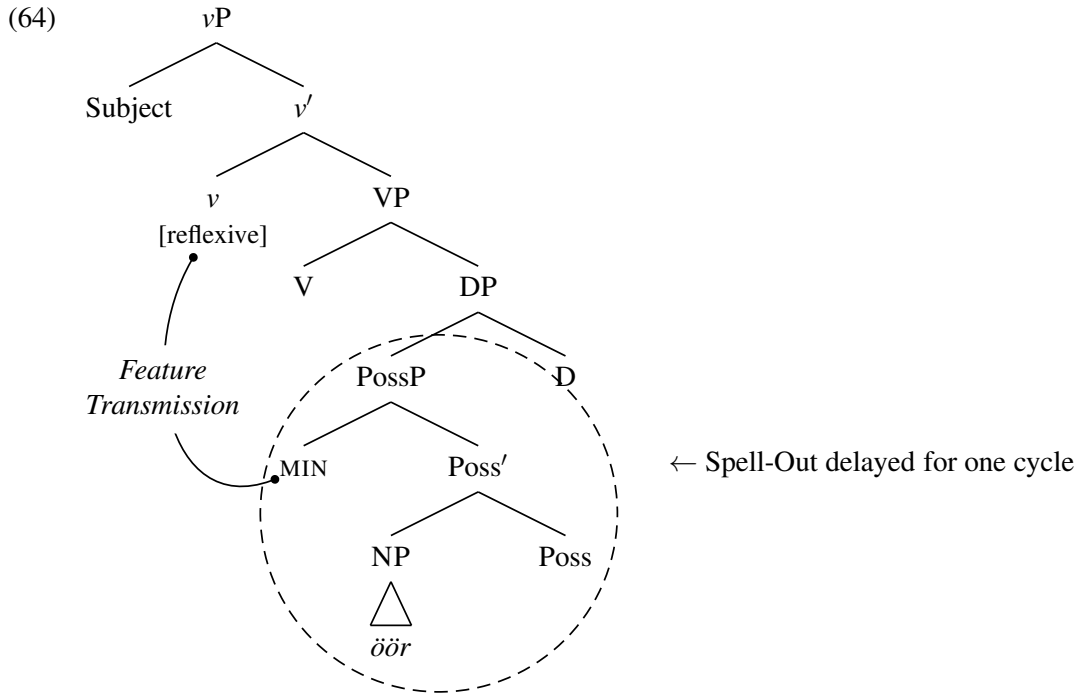 (64) vP
Subject v′
v VP
[reflexive]
V DP
Feature
Transmission
PossP D
MIN Poss′
← Spell-Out delayed for one cycle
NP Poss
öör